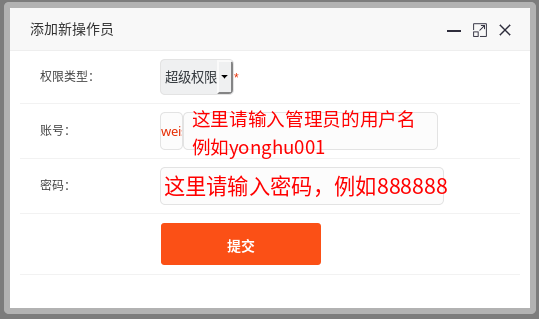 添加新操作员
权限类型：
超级权限
*
账号：
wei
这里请输入管理员的用户名
例如yonghu001
密码：
这里请输入密码，例如888888
提交